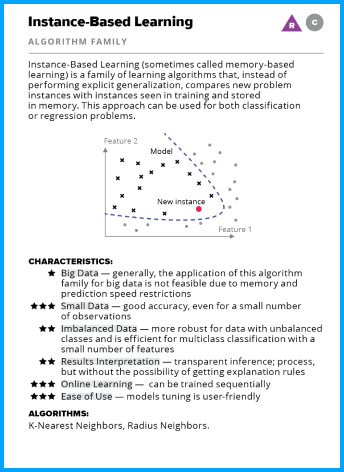 Instance-Based Learning
R
C
ALGORITHM FAMILY
Instance-Based Learning (sometimes called memory-based
learning) is a family of learning algorithms that, instead of
performing explicit generalization, compares new problem
instances with instances seen in training and stored
in memory. This approach can be used for both classification
or regression problems.
Feature 2
Model
New instance
Feature 1
CHARACTERISTICS:
★ Big Data — generally, the application of this algorithm
family for big data is not feasible due to memory and
prediction speed restrictions
★★★ Small Data — good accuracy, even for a small number
of observations
★★ Imbalanced Data — more robust for data with unbalanced
classes and is efficient for multiclass classification with a
small number of features
★★ Results Interpretation — transparent inference; process,
but without the possibility of getting explanation rules
★★★ Online Learning — can be trained sequentially
★★★ Ease of Use — models tuning is user-friendly
ALGORITHMS:
K-Nearest Neighbors, Radius Neighbors.